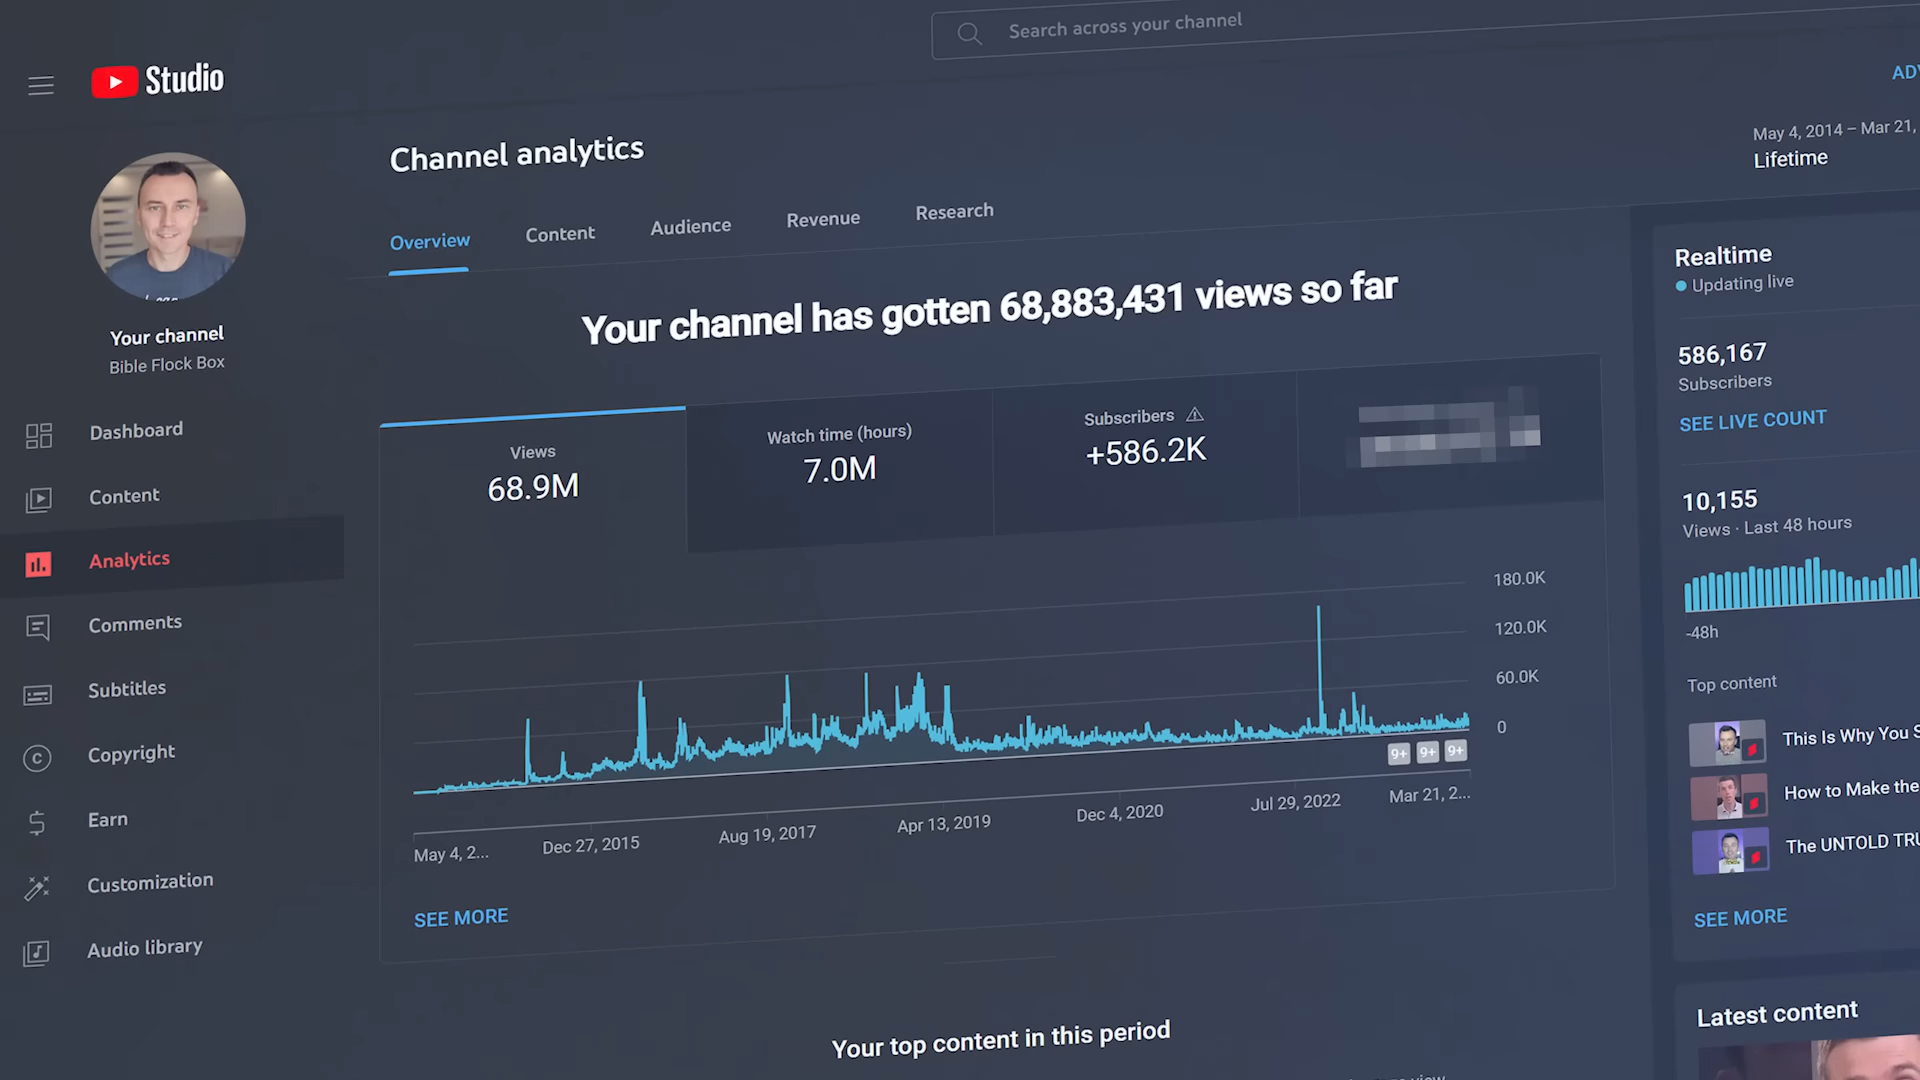 Search across your channel
Studio
ADV
Channel analytics
May 4, 2014 – Mar 21,
Lifetime
Overview
Content
Audience
Revenue
Research
Your channel
Bible Flock Box
Dashboard
Content
Analytics
Comments
Subtitles
Copyright
Earn
Customization
Audio library
Your channel has gotten 68,883,431 views so far
Views
68.9M
Watch time (hours)
7.0M
Subscribers
+586.2K
180.0K
120.0K
60.0K
0
9+ 9+ 9+
May 4, 2...
Dec 27, 2015
Aug 19, 2017
Apr 13, 2019
Dec 4, 2020
Jul 29, 2022
Mar 21, 2...
SEE MORE
Your top content in this period
Realtime
Updating live
586,167
Subscribers
SEE LIVE COUNT
10,155
Views · Last 48 hours
-48h
Top content
This Is Why You S
How to Make the
The UNTOLD TRU
SEE MORE
Latest content